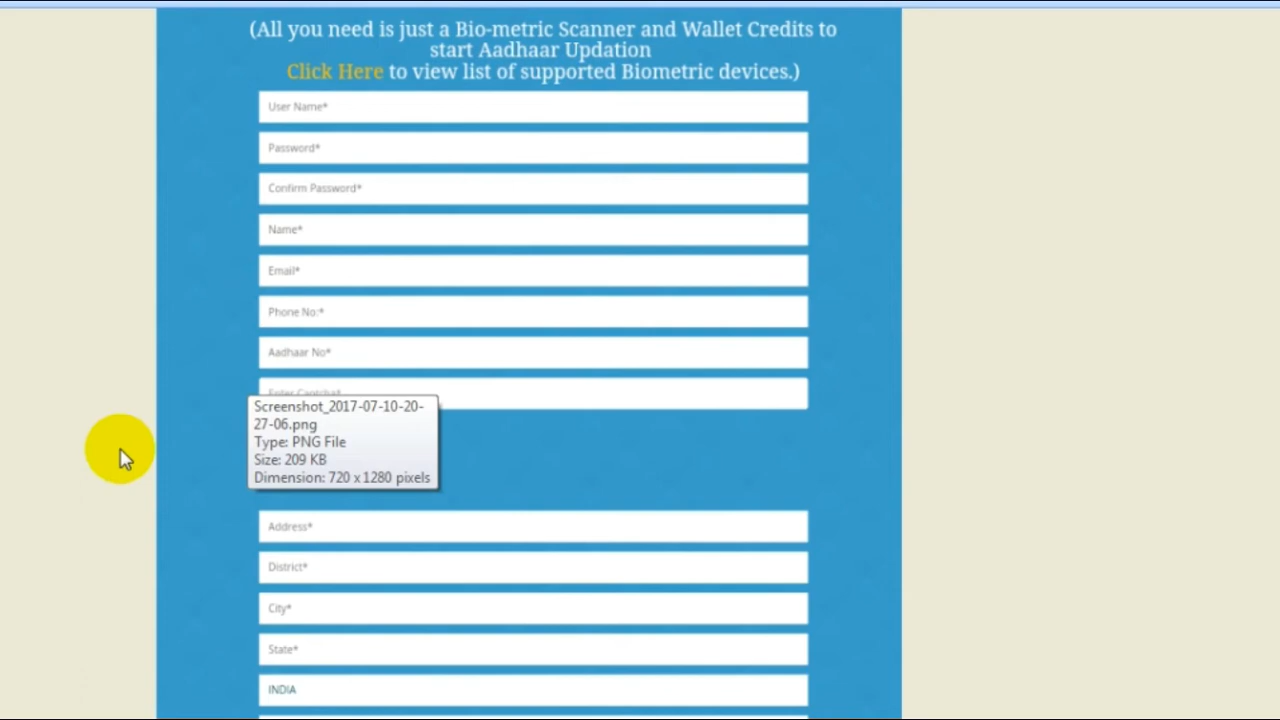 (All you need is just a Bio-metric Scanner and Wallet Credits to
start Aadhaar Updation
Click Here to view list of supported Biometric devices.)
User Name*
Password*
Confirm Password*
Name*
Email*
Phone No:*
Aadhaar No*
Enter Captcha*
Screenshot_2017-07-10-20-
27-06.png
Type: PNG File
Size: 209 KB
Dimension: 720 x 1280 pixels
Address*
District*
City*
State*
INDIA